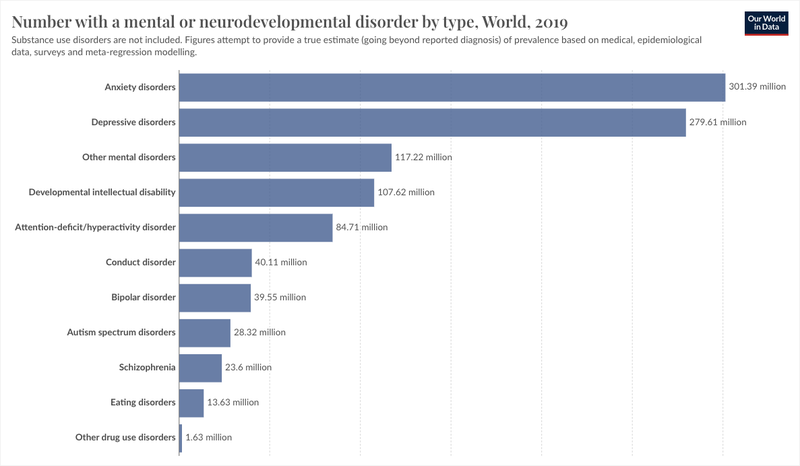 Number with a mental or neurodevelopmental disorder by type, World, 2019
Our World
in Data
Substance use disorders are not included. Figures attempt to provide a true estimate (going beyond reported diagnosis) of prevalence based on medical, epidemiological
data, surveys and meta-regression modelling.
Anxiety disorders 301.39 million
Depressive disorders 279.61 million
Other mental disorders 117.22 million
Developmental intellectual disability 107.62 million
Attention-deficit/hyperactivity disorder 84.71 million
Conduct disorder 40.11 million
Bipolar disorder 39.55 million
Autism spectrum disorders 28.32 million
Schizophrenia 23.6 million
Eating disorders 13.63 million
Other drug use disorders 1.63 million